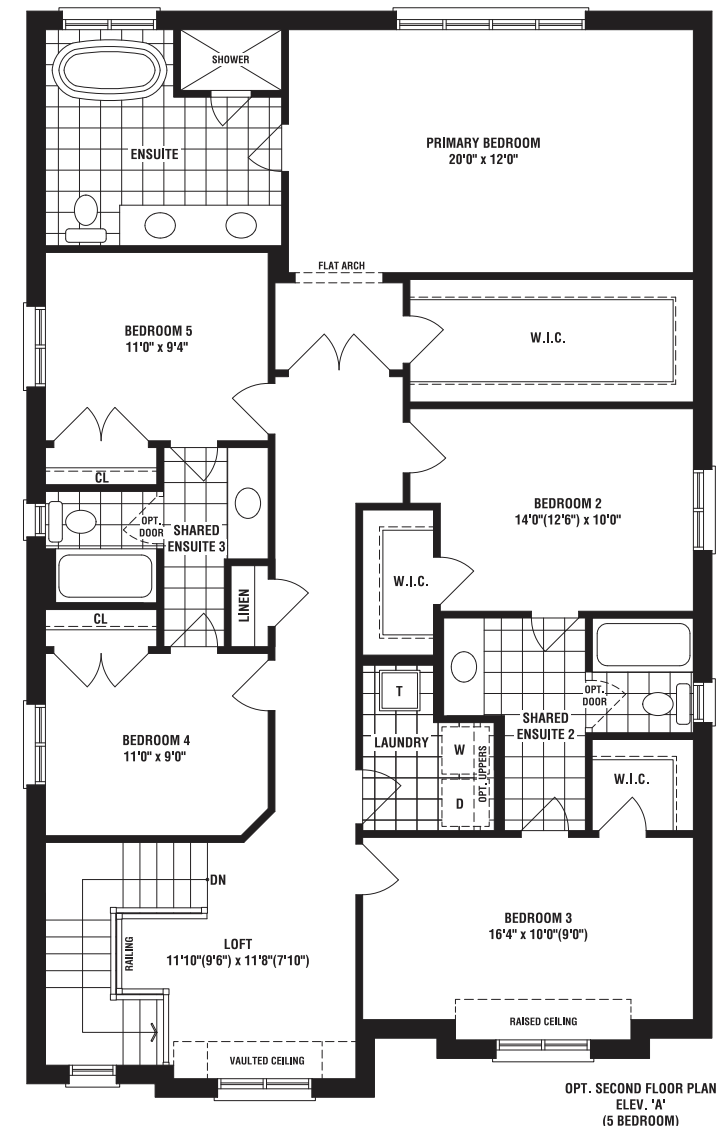 SHOWER
ENSUITE
PRIMARY BEDROOM
20'0" x 12'0"
FLAT ARCH
BEDROOM 5
11'0" x 9'4"
W.I.C.
CL
BEDROOM 2
14'0"(12'6") x 10'0"
OPT.
DOOR
SHARED
ENSUITE 3
W.I.C.
LINEN
CL
T
OPT.
DOOR
SHARED
ENSUITE 2
BEDROOM 4
11'0" x 9'0"
LAUNDRY
W
OPT. UPPERS
D
W.I.C.
DN
BEDROOM 3
16'4" x 10'0"(9'0")
RAILING
LOFT
11'10"(9'6") x 11'8"(7'10")
RAISED CEILING
VAULTED CEILING
OPT. SECOND FLOOR PLAN
ELEV. 'A'
(5 BEDROOM)